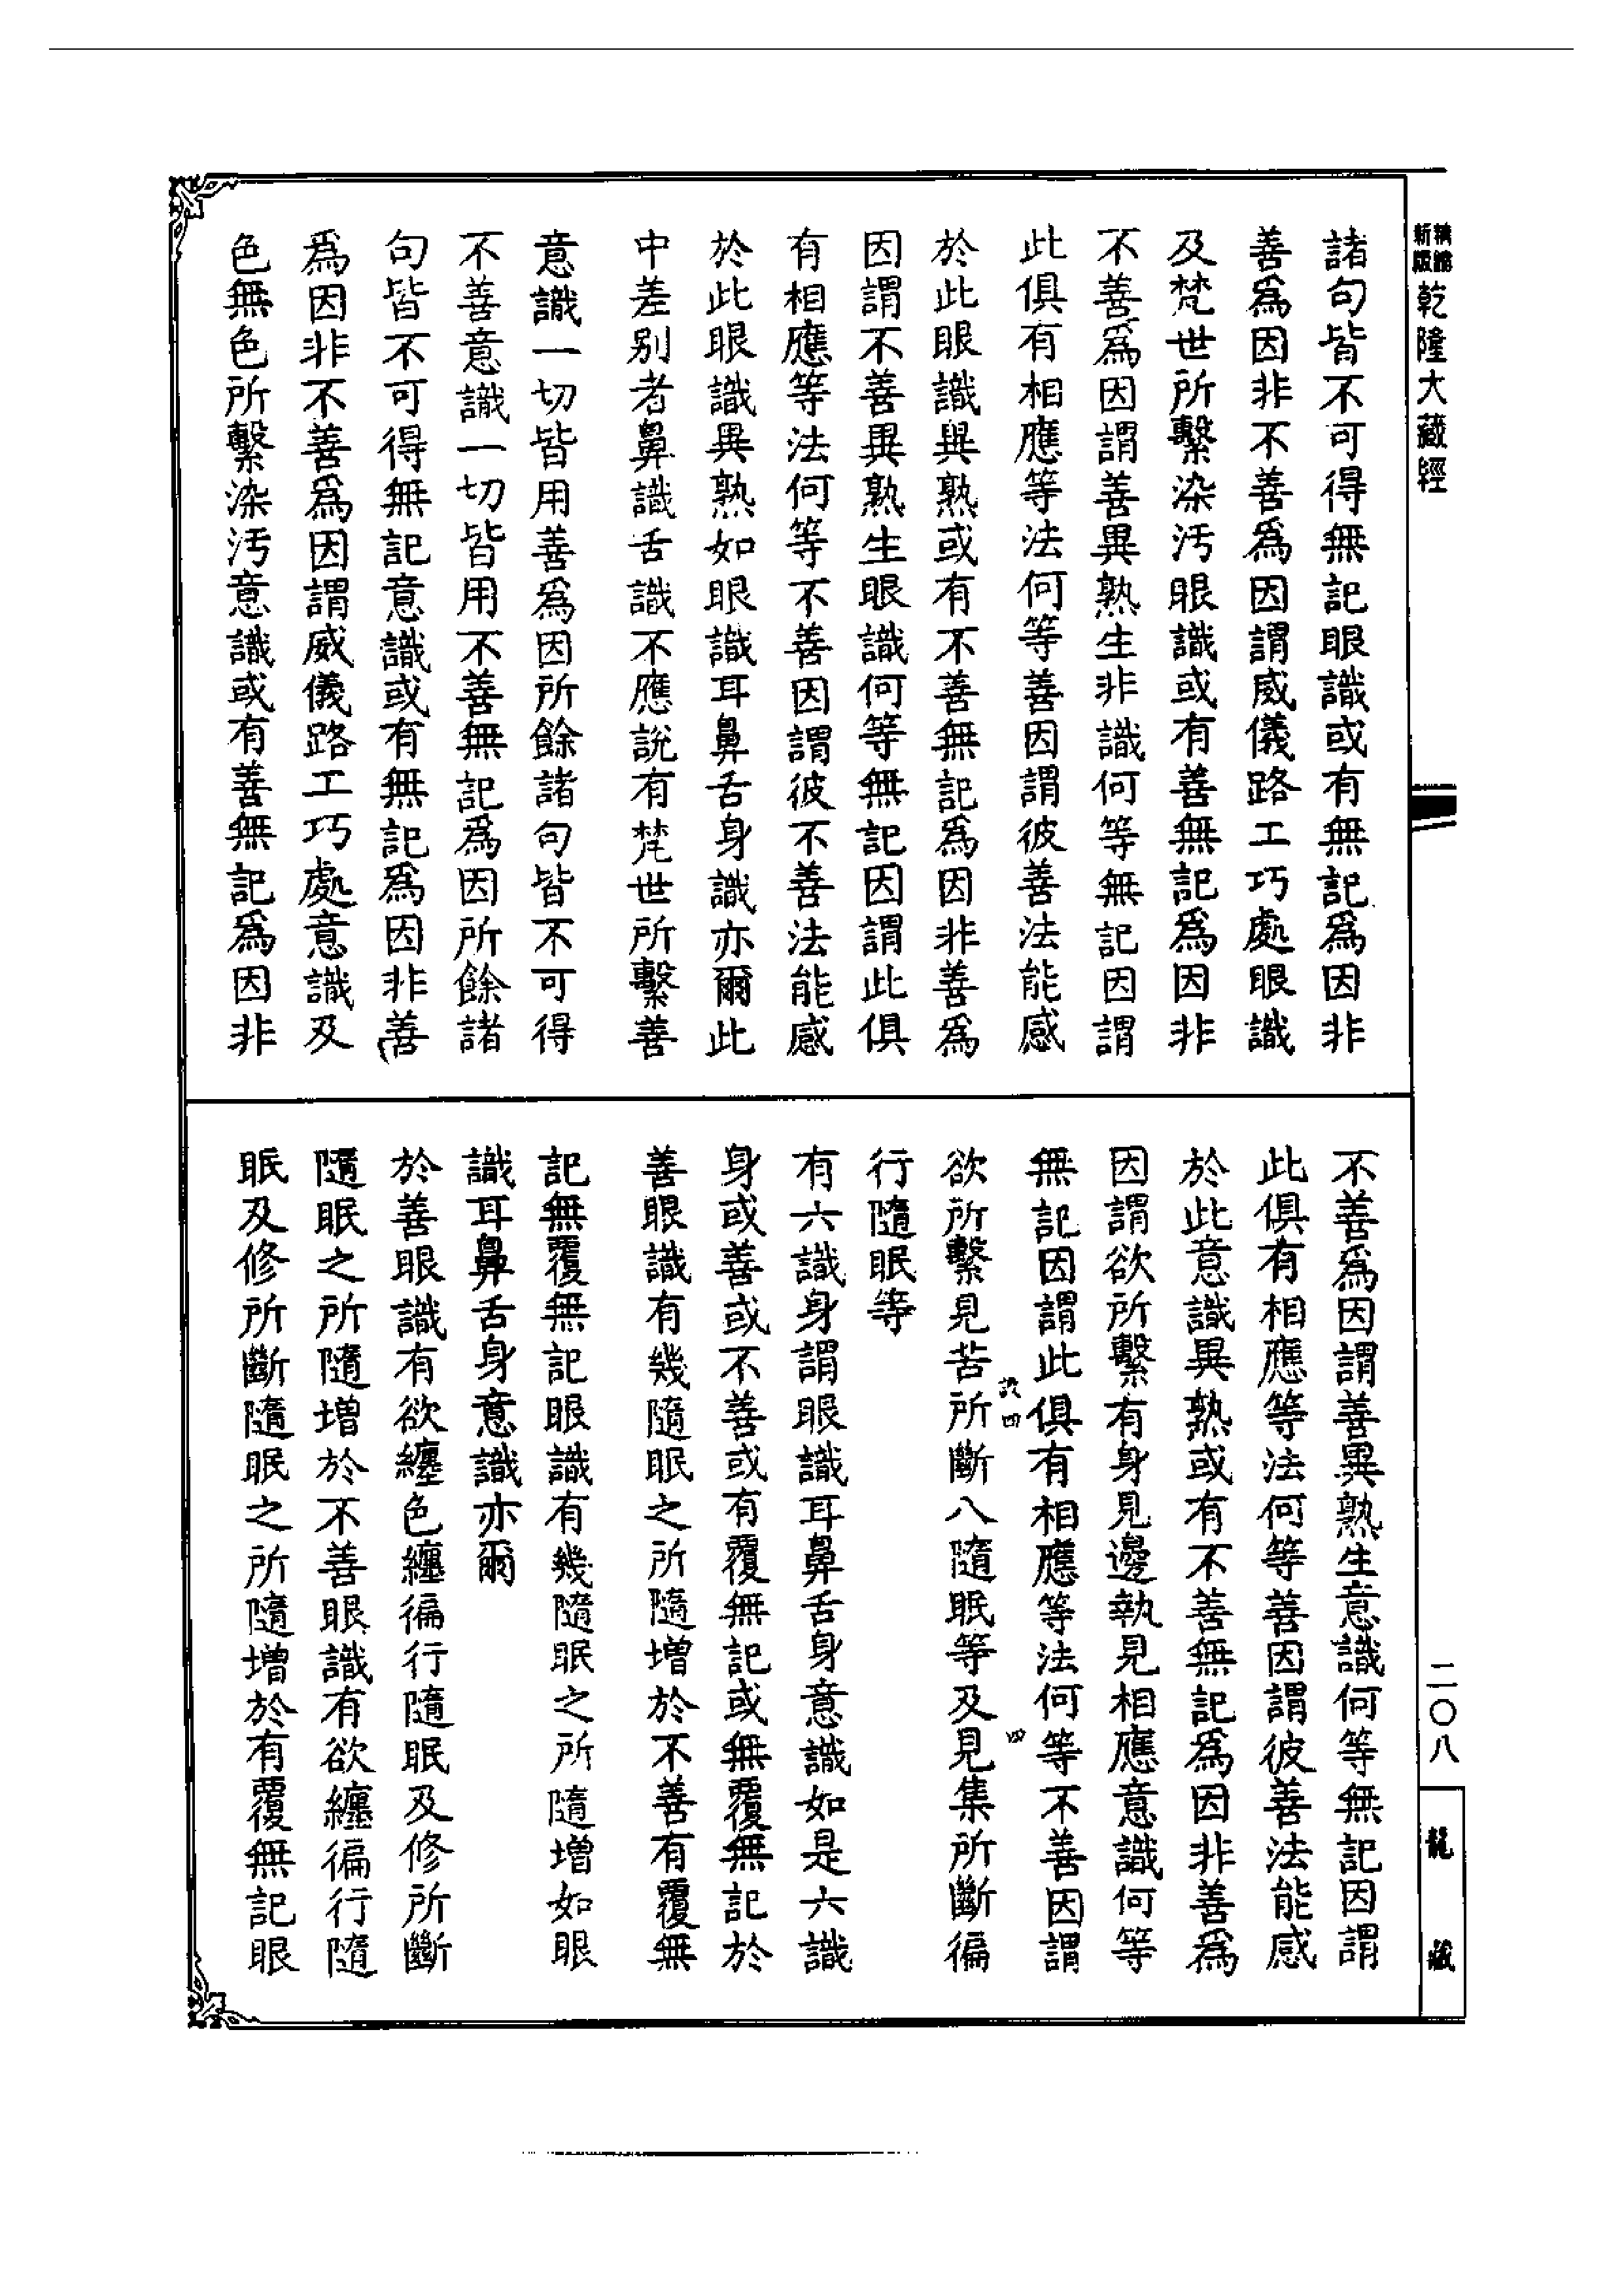 精雕
新版
乾隆大藏經
諸句皆不可得無記眼識或有無記為因非
善為因非不善為因謂威儀路工巧處眼識
及梵世所繫染污眼識或有善無記為因非
不善為因謂善異熟生非識何等無記因謂
此俱有相應等法何等善因謂彼善法能感
於此眼識異熟或有不善無記為因非善為
因謂不善異熟生眼識何等無記因謂此俱
有相應等法何等不善因謂彼不善法能感
於此眼識異熟如眼識耳鼻舌身識亦爾此
中差別者鼻識舌識不應說有梵世所繫善
意識一切皆用善為因所餘諸句皆不可得
不善意識一切皆用不善無記為因所餘諸
句皆不可得無記意識或有無記為因非善
為因非不善為因謂威儀路工巧處意識及
色無色所繫染污意識或有善無記為因非
不善為因謂善異熟生意識何等無記因謂
此俱有相應等法何等善因謂彼善法能感
於此意識異熟或有不善無記為因非善為
因謂欲所繫有身見邊執見相應意識何等
無記因謂此俱有相應等法何等不善因謂
四
四
欲所繫見苦所斷八隨眠等及見集所斷徧
行隨眠等
有六識身謂眼識耳鼻舌身意識如是六識
身或善或不善或有覆無記或無覆無記於
善眼識有幾隨眠之所隨增於不善有覆無
記無覆無記眼識有幾隨眠之所隨增如眼
識耳鼻舌身意識亦爾
於善眼識有欲纏色纏徧行隨眠及修所斷
隨眠之所隨增於不善眼識有欲纏徧行隨
眠及修所斷隨眠之所隨增於有覆無記眼
二〇八
龍藏